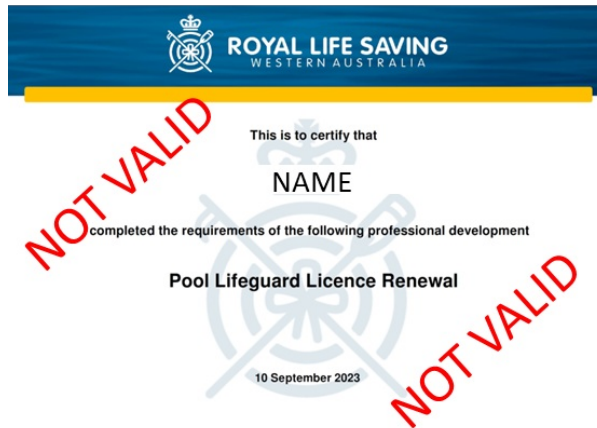 ROYAL LIFE SAVING
WESTERN AUSTRALIA
NOT VALID
This is to certify that
NAME
completed the requirements of the following professional development
Pool Lifeguard Licence Renewal
NOT VALID
10 September 2023